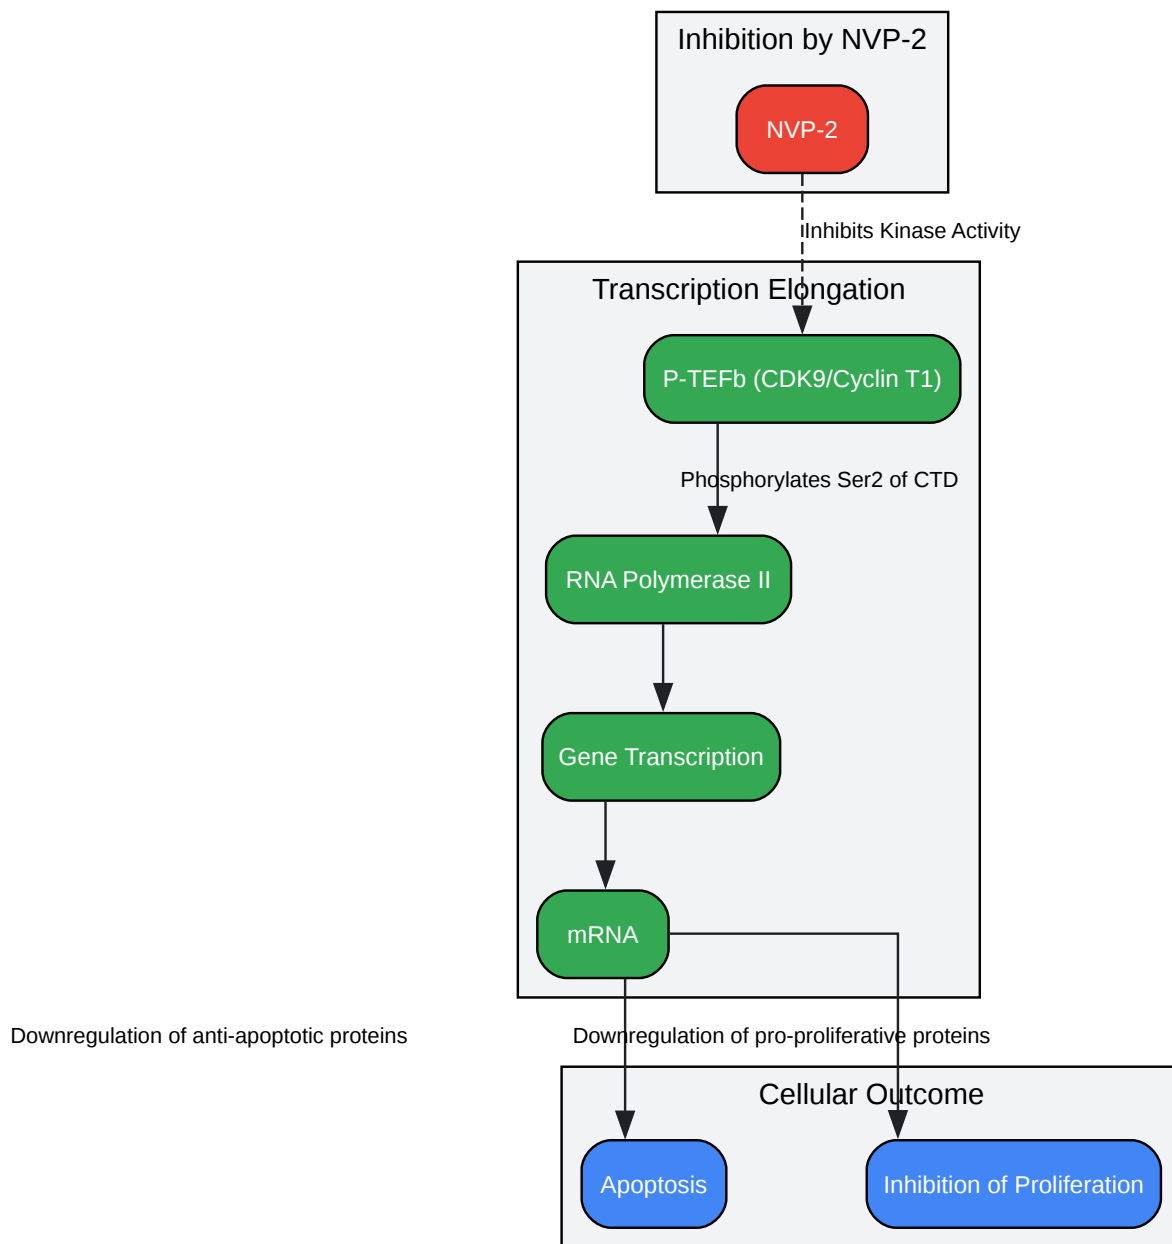 Inhibition by NVP-2
NVP-2
Inhibits Kinase Activity
Transcription Elongation
P-TEFb (CDK9/Cyclin T1)
Phosphorylates Ser2 of CTD
RNA Polymerase II
Gene Transcription
mRNA
Downregulation of anti-apoptotic proteins
Downregulation of pro-proliferative proteins
Cellular Outcome
Apoptosis
Inhibition of Proliferation